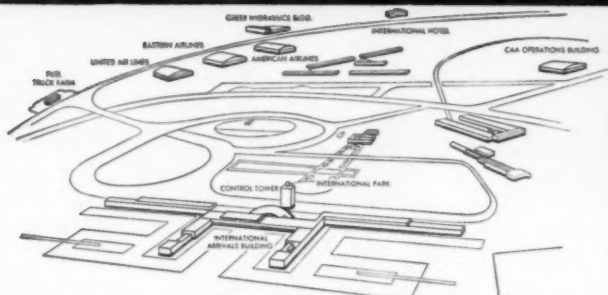 GREER HYDRAULICS BLDG.
INTERNATIONAL HOTEL
EASTERN AIRLINES
AMERICAN AIRLINES
CAA OPERATIONS BUILDING
UNITED AIR LINES
FUEL
TRUCK FARM
CONTROL TOWER
INTERNATIONAL PARK
INTERNATIONAL
ARRIVALS BUILDING